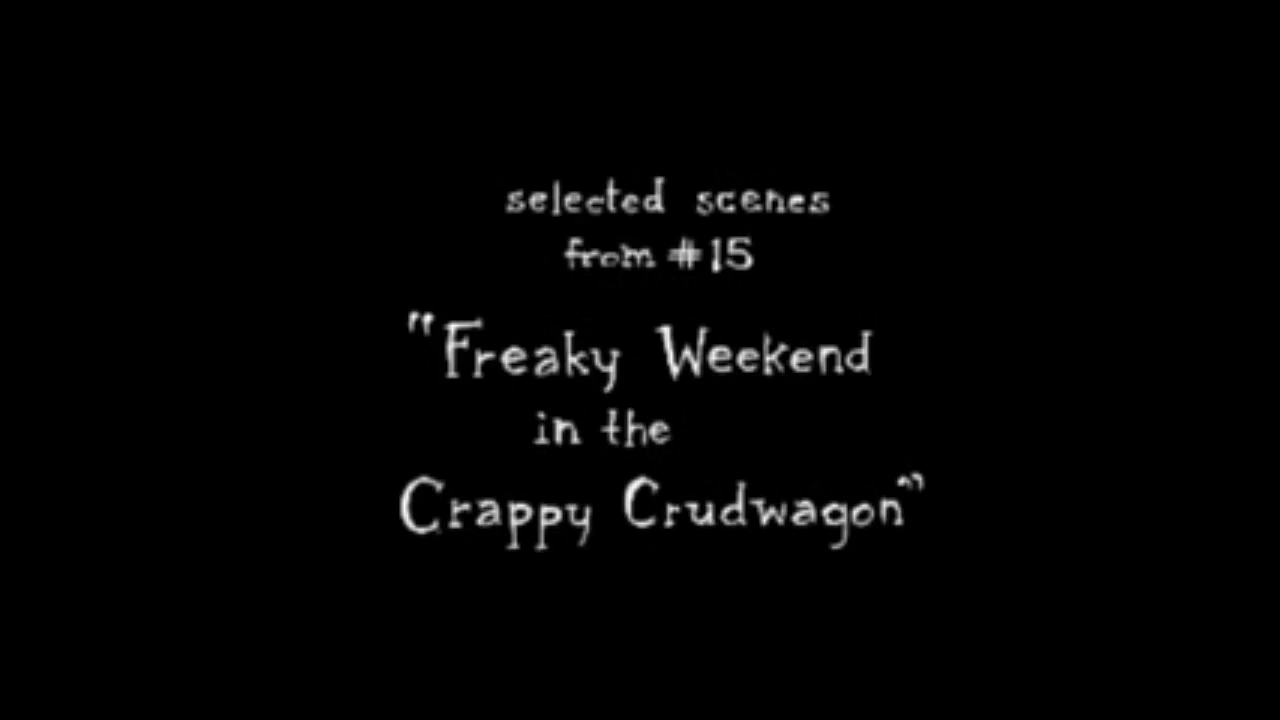 selected scenes
from #15
"Freaky Weekend
in the
Crappy Crudwagon"